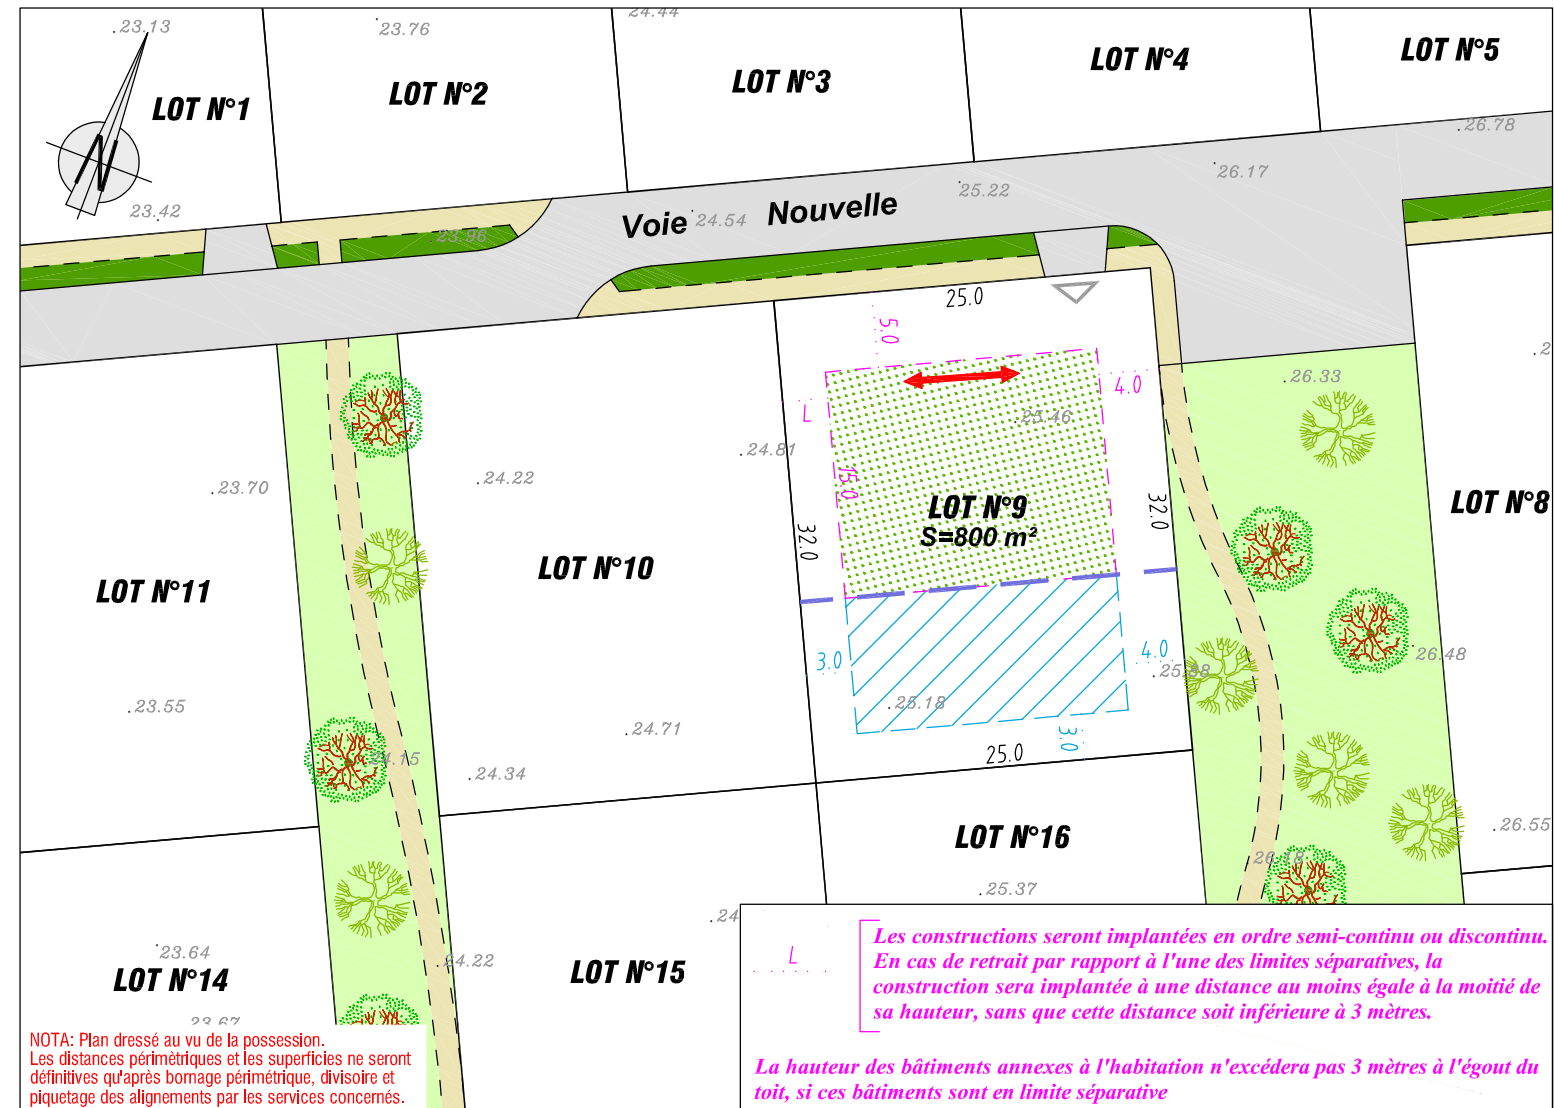 24.44
23.13
23.76
LOT N°1
LOT N°2
LOT N°3
LOT N°4
LOT N°5
N
26.78
26.17
25.22
23.42
24.54
23.96
Voie Nouvelle
25.0
5.0
26.33
4.0
L
25.46
24.81
24.22
23.70
15.0
32.0
32.0
LOT N°9
S=800 m²
LOT N°8
LOT N°10
LOT N°11
3.0
4.0
26.48
25.18
23.55
24.71
3.0
25.0
24.15
24.34
26.55
LOT N°16
26.18
25.37
23.64
24.22
LOT N°14
LOT N°15
23.67
L
Les constructions seront implantées en ordre semi-continu ou discontinu.
En cas de retrait par rapport à l'une des limites séparatives, la
construction sera implantée à une distance au moins égale à la moitié de
sa hauteur, sans que cette distance soit inférieure à 3 mètres.
La hauteur des bâtiments annexes à l'habitation n'excédera pas 3 mètres à l'égout du
toit, si ces bâtiments sont en limite séparative
NOTA: Plan dressé au vu de la possession.
Les distances périmètriques et les superficies ne seront
définitives qu'après bornage périmétrique, divisoire et
piquetage des alignements par les services concernés.